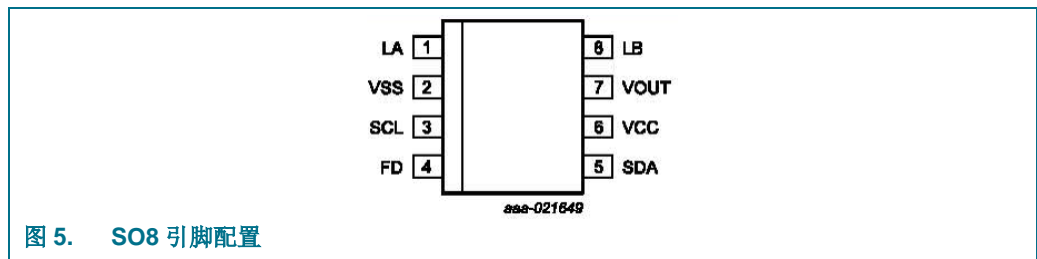 LA 1 8 LB
VSS 2 7 VOUT
SCL 3 6 VCC
FD 4 5 SDA
aaa-021649
图 5. SO8 引脚配置